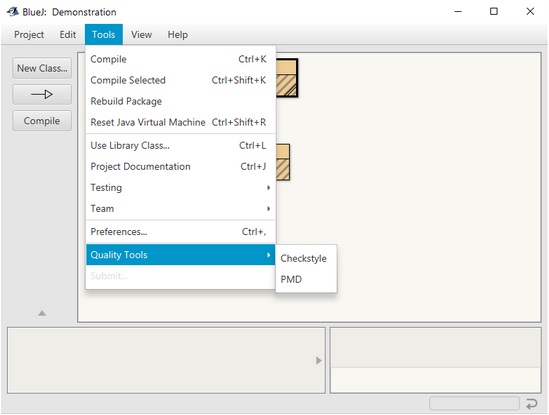 BlueJ: Demonstration
Project Edit Tools View Help
New Class...
Compile
Compile Ctrl+K
Compile Selected Ctrl+Shift+K
Rebuild Package
Reset Java Virtual Machine Ctrl+Shift+R
Use Library Class... Ctrl+L
Project Documentation Ctrl+J
Testing
Team
Preferences... Ctrl+,
Quality Tools
Submit...
Checkstyle
PMD